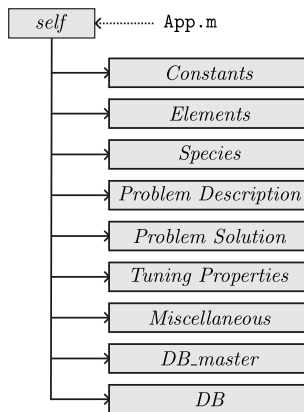 self App.m
Constants
Elements
Species
Problem Description
Problem Solution
Tuning Properties
Miscellaneous
DB_master
DB